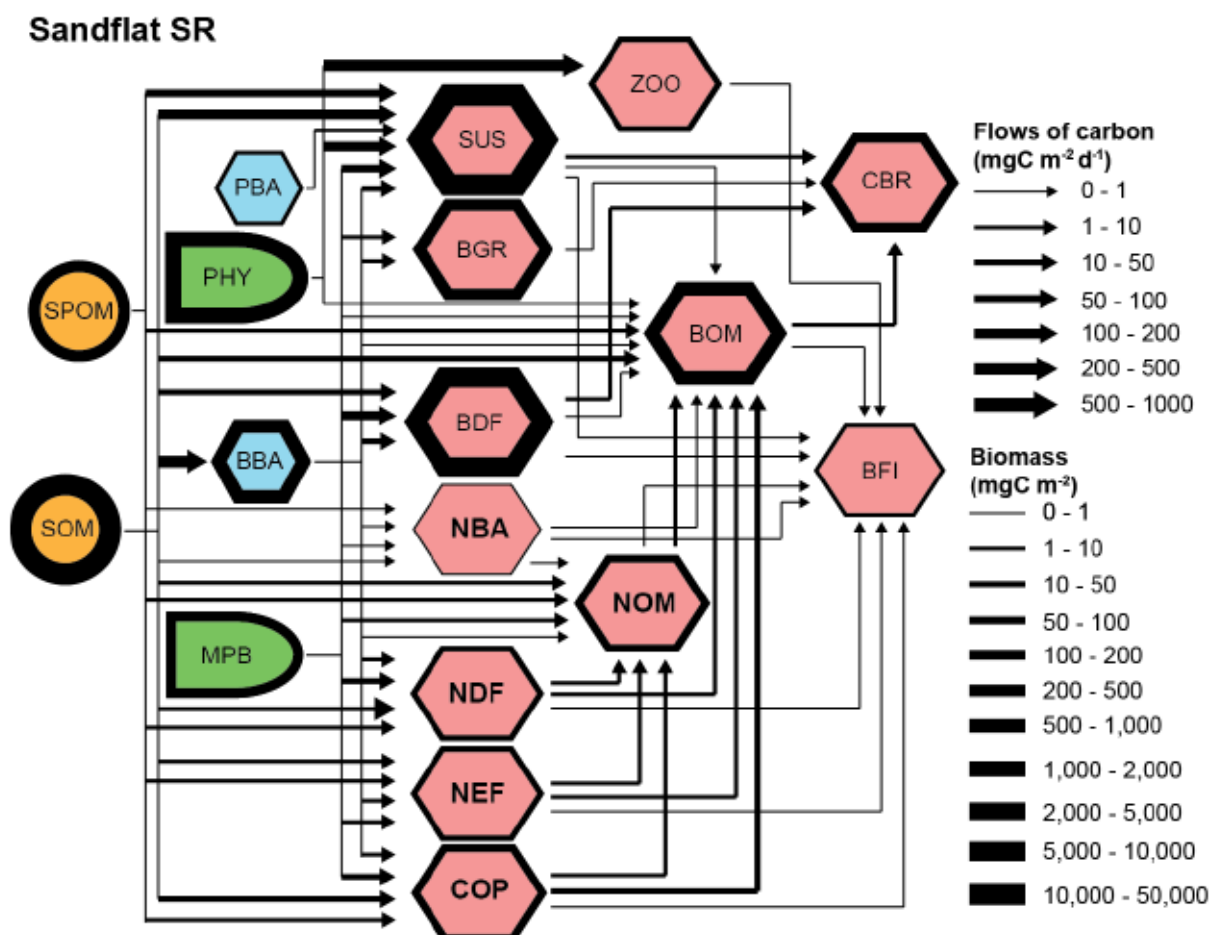 Sandflat SR
ZOO
SUS
CBR
PBA
BGR
PHY
SPOM
BOM
BDF
BBA
BFI
SOM
NBA
NOM
MPB
NDF
NEF
COP
Flows of carbon
(mgC m-2 d-1)
0 - 1
1 - 10
10 - 50
50 - 100
100 - 200
200 - 500
500 - 1000
Biomass
(mgC m-2)
0 - 1
1 - 10
10 - 50
50 - 100
100 - 200
200 - 500
500 - 1,000
1,000 - 2,000
2,000 - 5,000
5,000 - 10,000
10,000 - 50,000